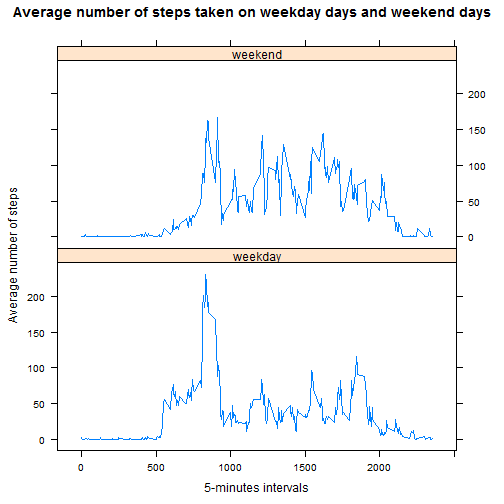 Average number of steps taken on weekday days and weekend days
weekend
200
150
100
50
0
weekday
200
150
100
50
0
0 500 1000 1500 2000
Average number of steps
5-minutes intervals